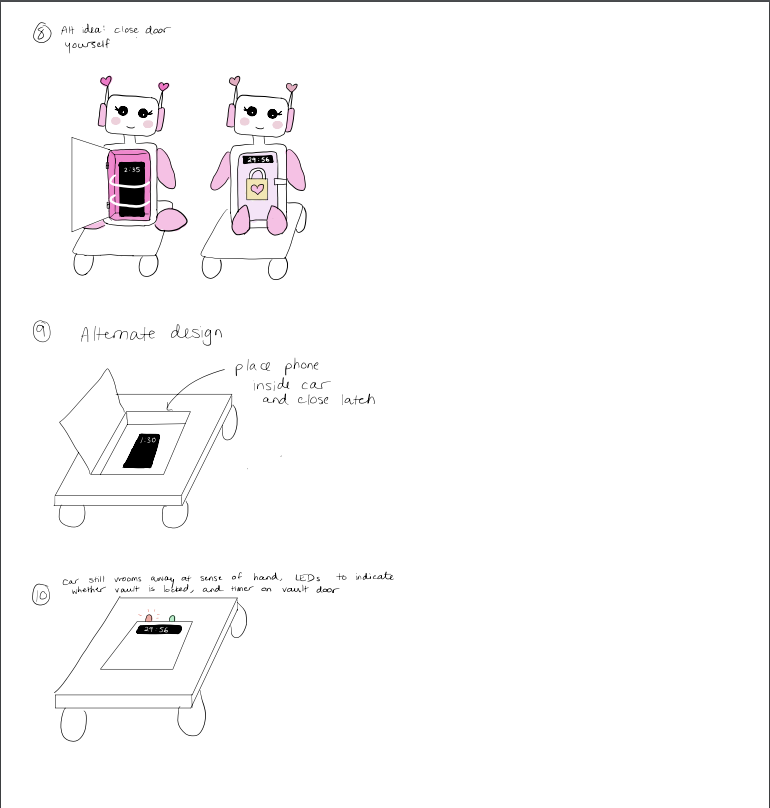 8 Alt idea: close door
yourself
2:35
29:56
9 Alternate design
place phone
inside car
and close latch
1:30
car still vrooms away at sense of hand, LEDs to indicate
10 whether vault is locked, and timer on vault door
29:56